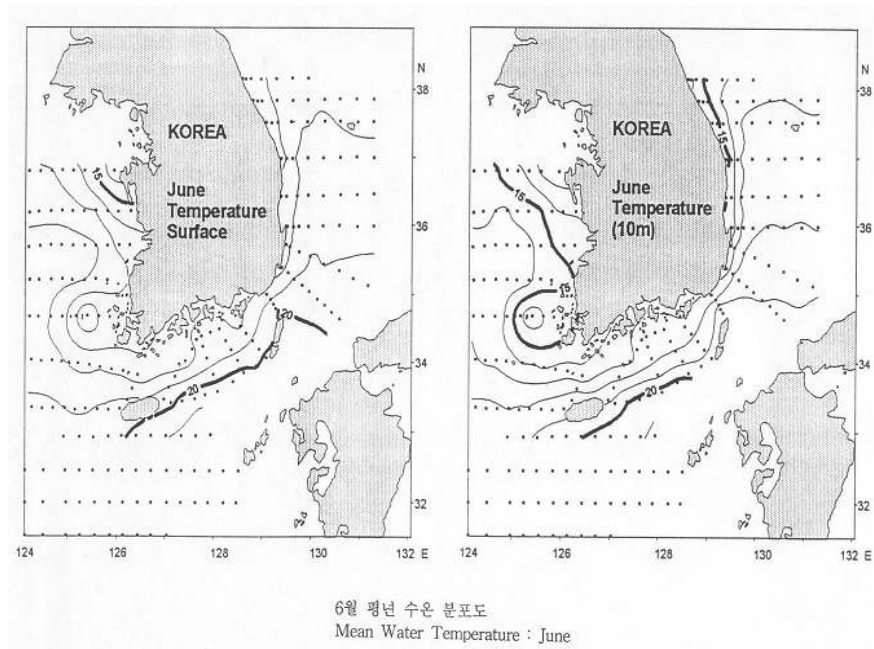 N
38
36
34
32
KOREA
June
Temperature
Surface
15
20
20
124
126
128
130
132
E
N
38
36
34
32
KOREA
June
Temperature
(10m)
15
15
15
20
124
126
128
130
132
E
6월 평년 수온 분포도
Mean Water Temperature : June